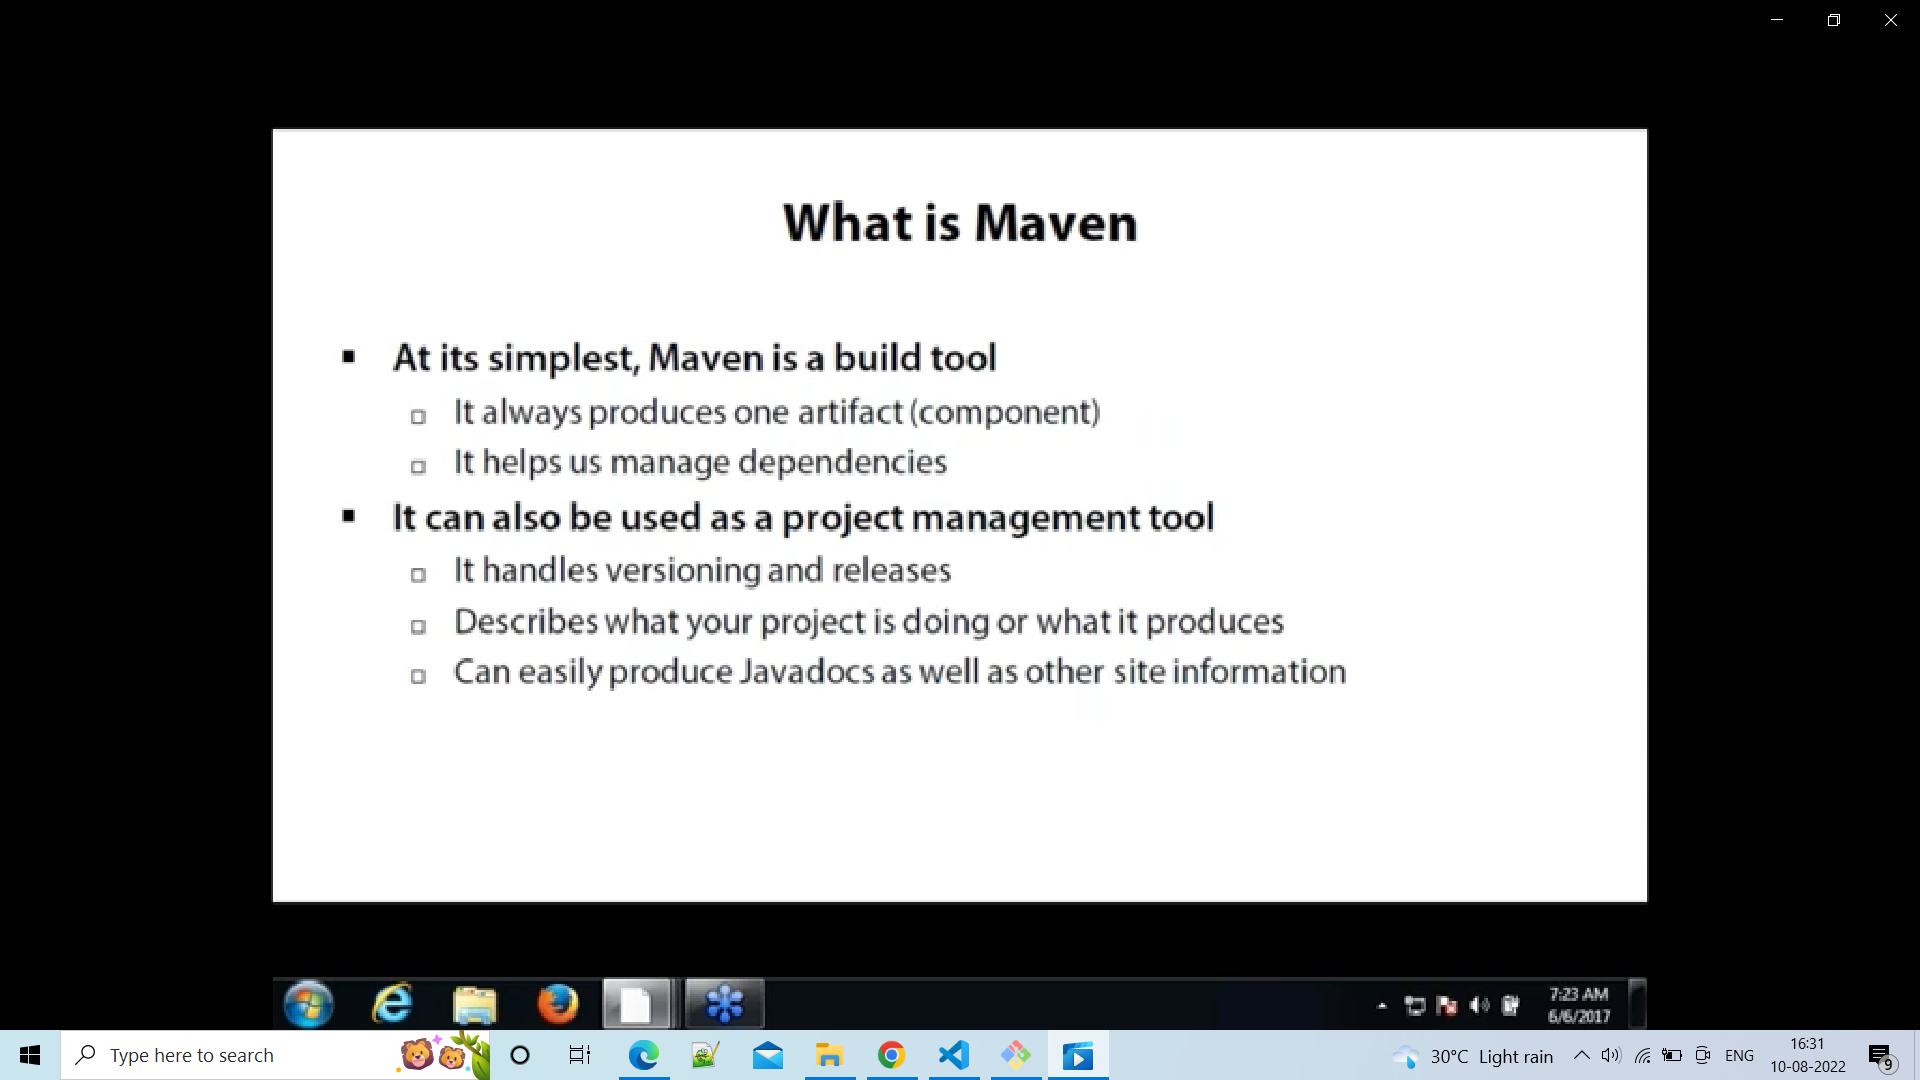 What is Maven
At its simplest, Maven is a build tool
It always produces one artifact (component)
It helps us manage dependencies
It can also be used as a project management tool
It handles versioning and releases
Describes what your project is doing or what it produces
Can easily produce Javadocs as well as other site information
7:23 AM
6/6/2017
Type here to search
30°C Light rain
ENG
16:31
10-08-2022
9